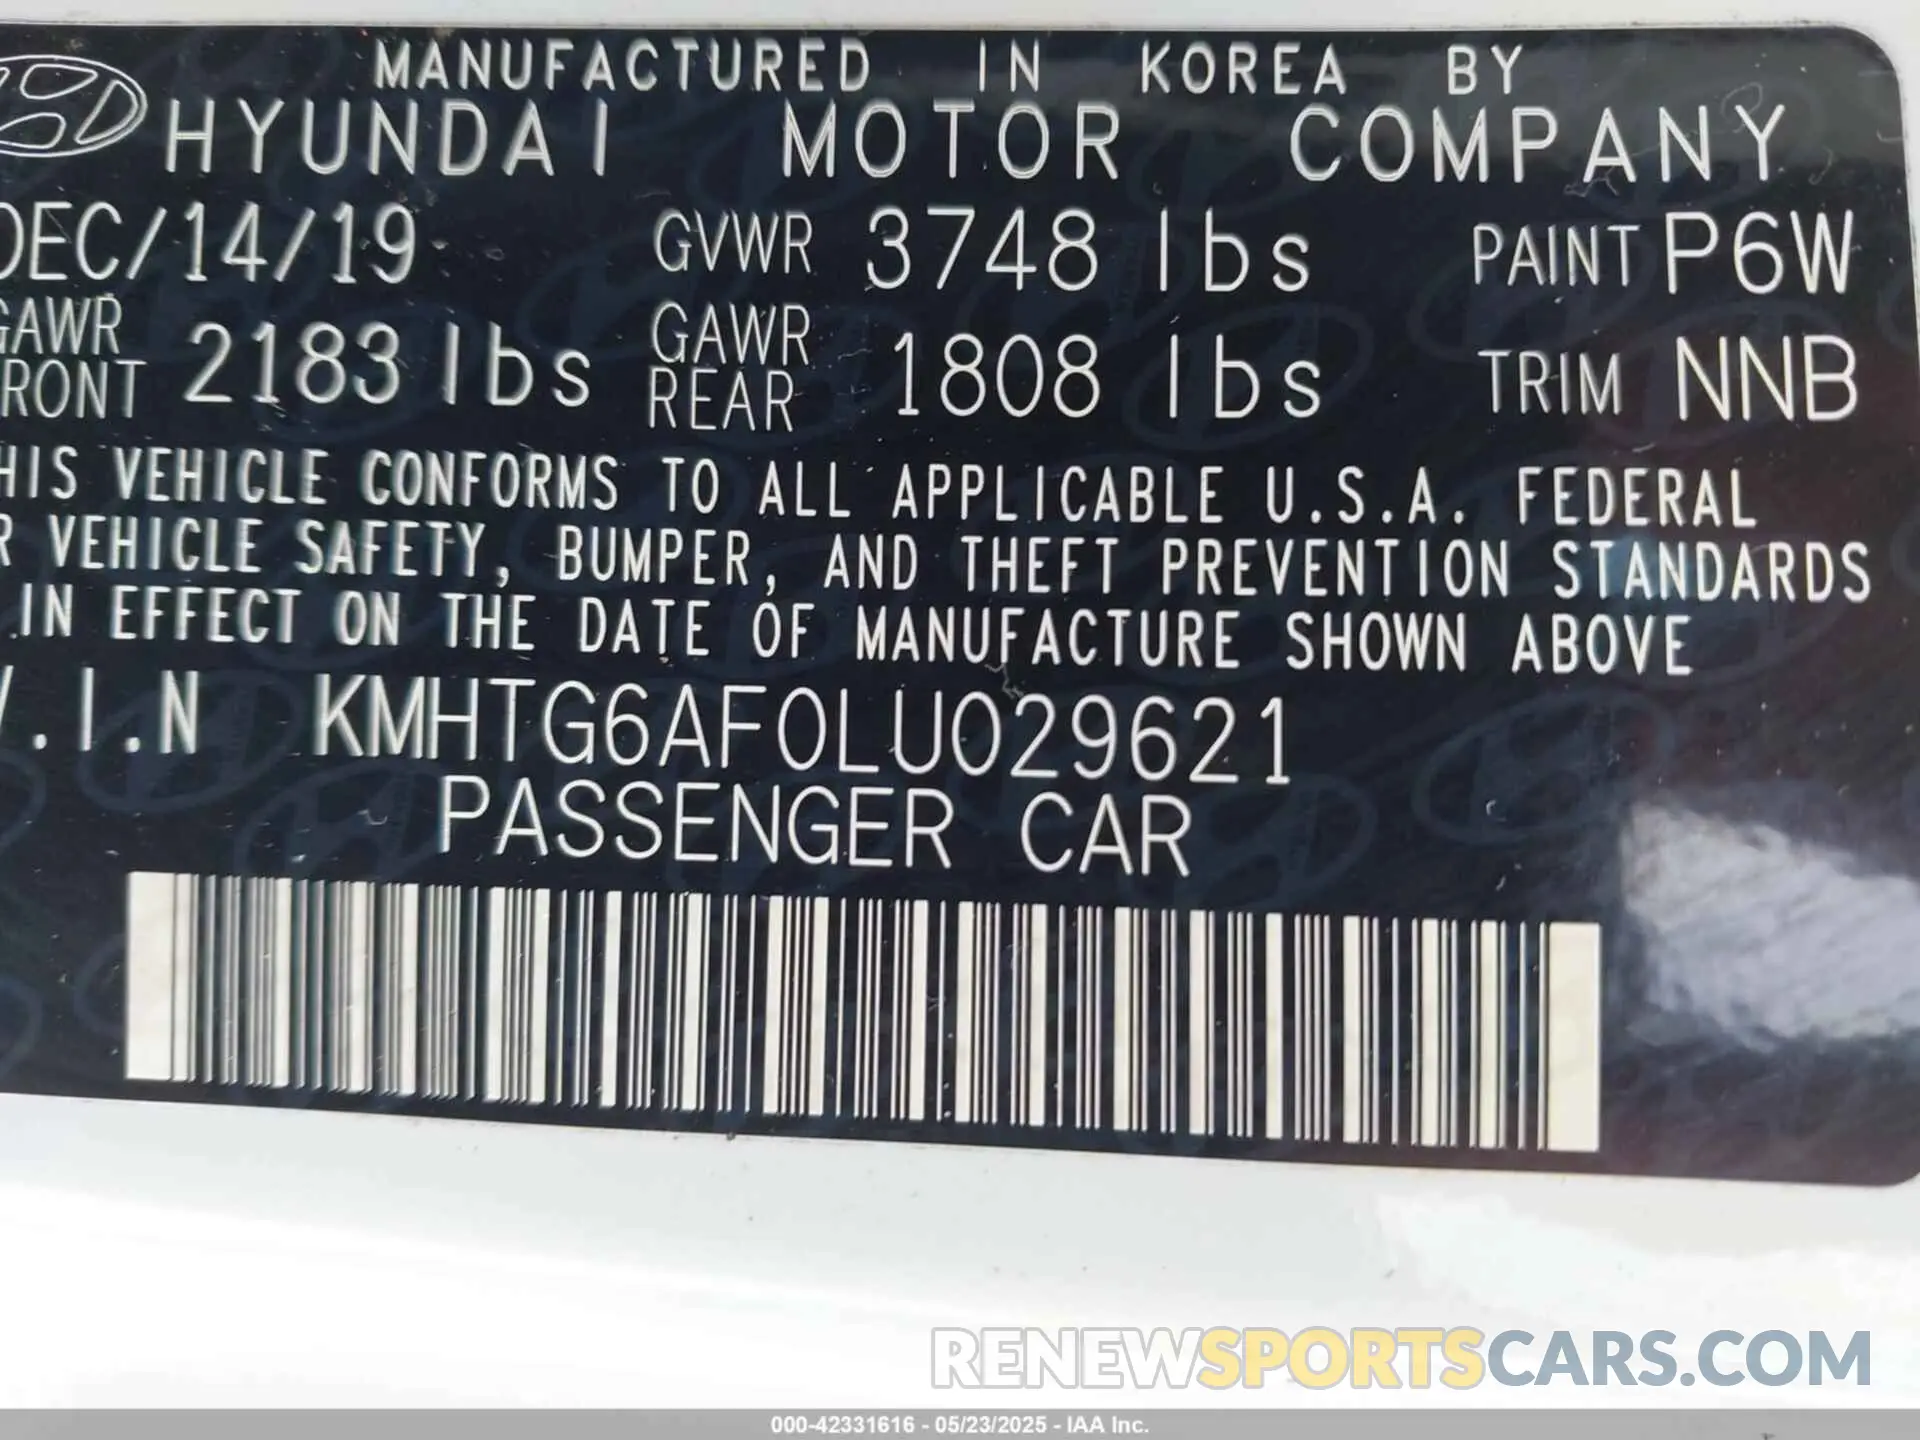 MANUFACTURED IN KOREA BY
HYUNDAI MOTOR COMPANY
DEC/14/19 GVWR 3748 lbs PAINT P6W
GAWR FRONT 2183 lbs GAWR REAR 1808 lbs TRIM NNB
HIS VEHICLE CONFORMS TO ALL APPLICABLE U.S.A. FEDERAL
R VEHICLE SAFETY, BUMPER, AND THEFT PREVENTION STANDARDS
IN EFFECT ON THE DATE OF MANUFACTURE SHOWN ABOVE
V.I.N KMHTG6AF0LU029621
PASSENGER CAR
RENEWSPORTSCARS.COM
000-42331616 - 05/23/2025 - IAA Inc.